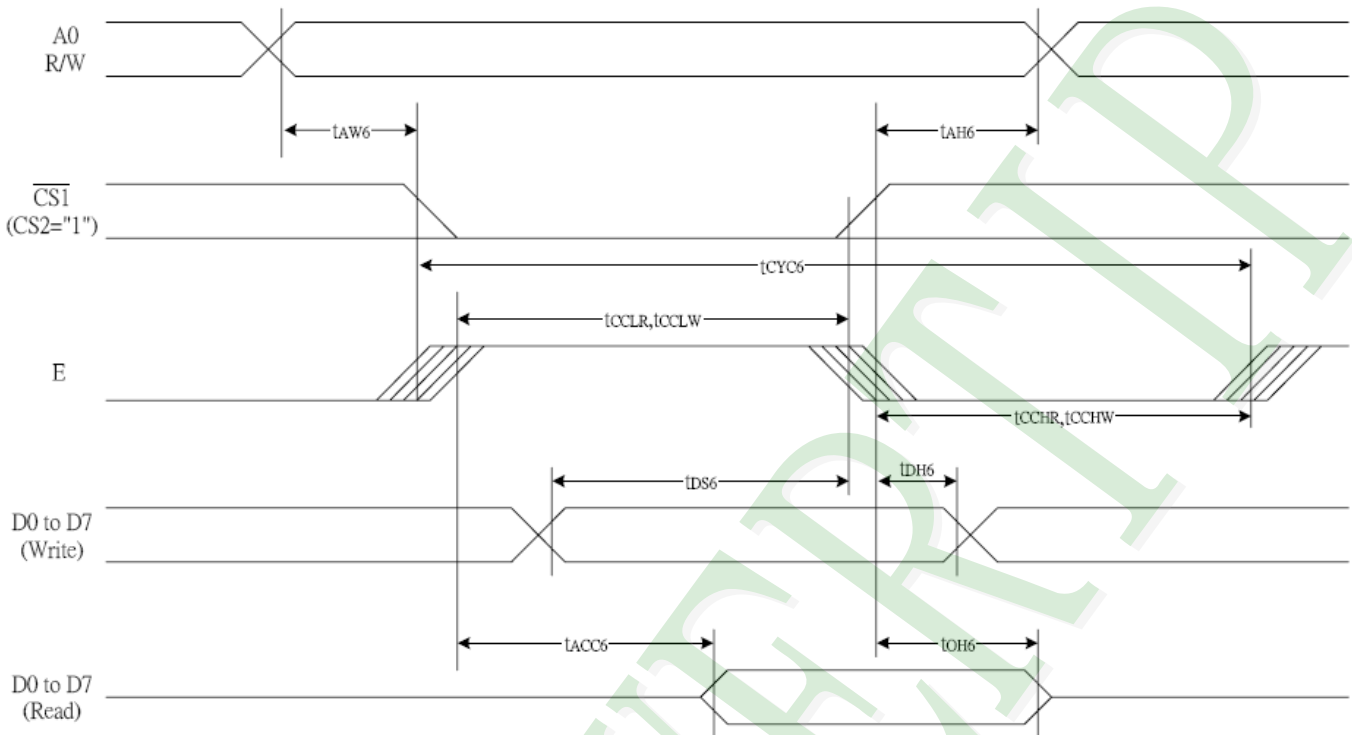 A0
R/W
tAW6
tAH6
CS1
(CS2="1")
tCYC6
tCCLR,tCCLW
E
tCCHR,tCCHW
tDS6
tDH6
D0 to D7
(Write)
tACC6
tOH6
D0 to D7
(Read)